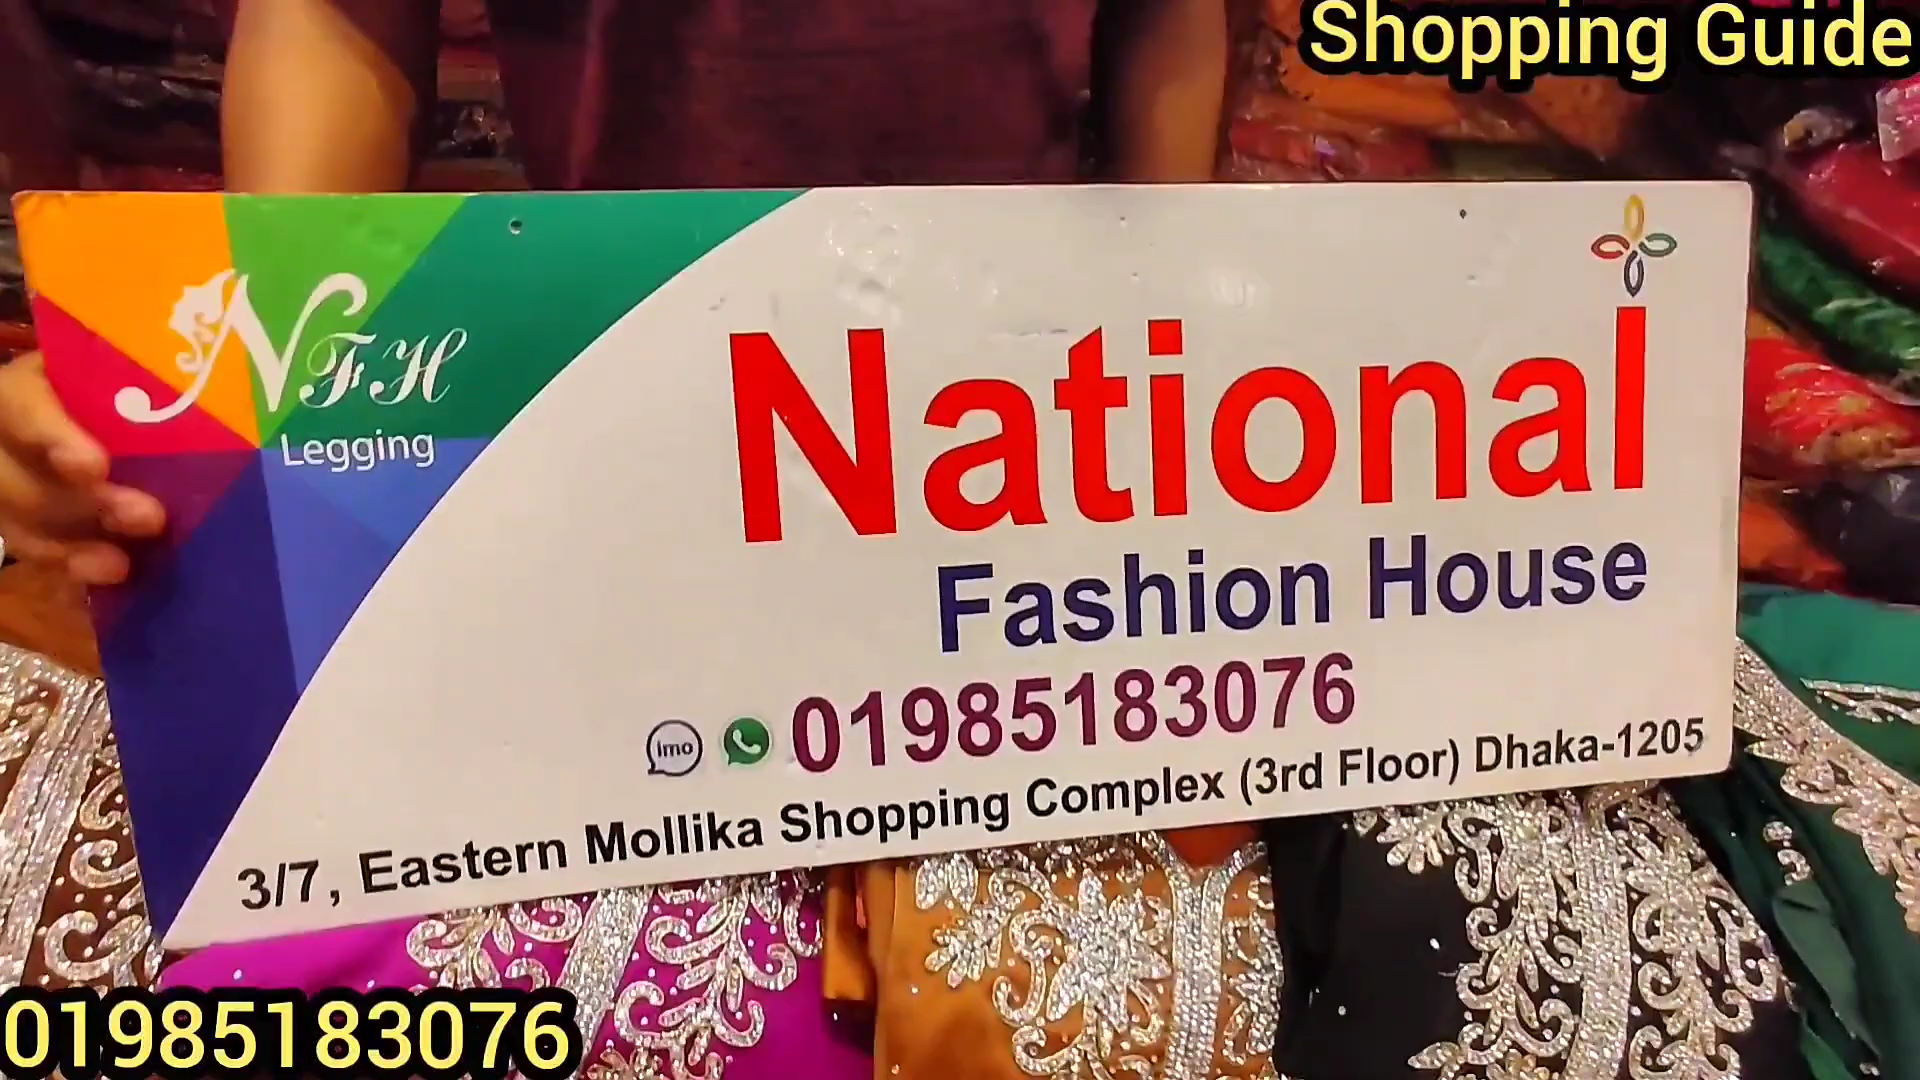 Shopping Guide
NFH
Legging
National
Fashion House
imo 01985183076
3/7, Eastern Mollika Shopping Complex (3rd Floor) Dhaka-1205
01985183076